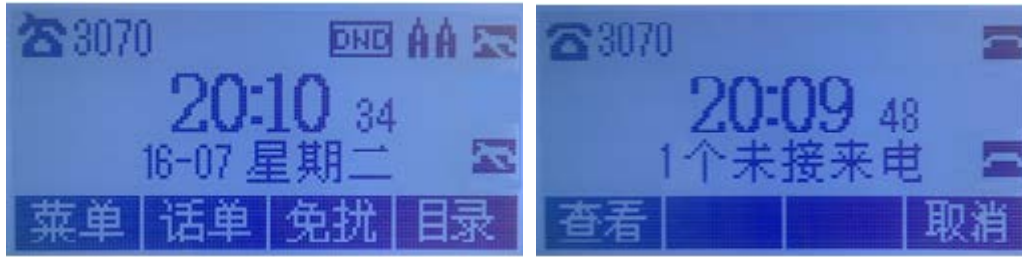 3070 DND AA
20:10 34
16-07 星期二
菜单 话单 免扰 目录
3070
20:09 48
1个未接来电
查看 取消